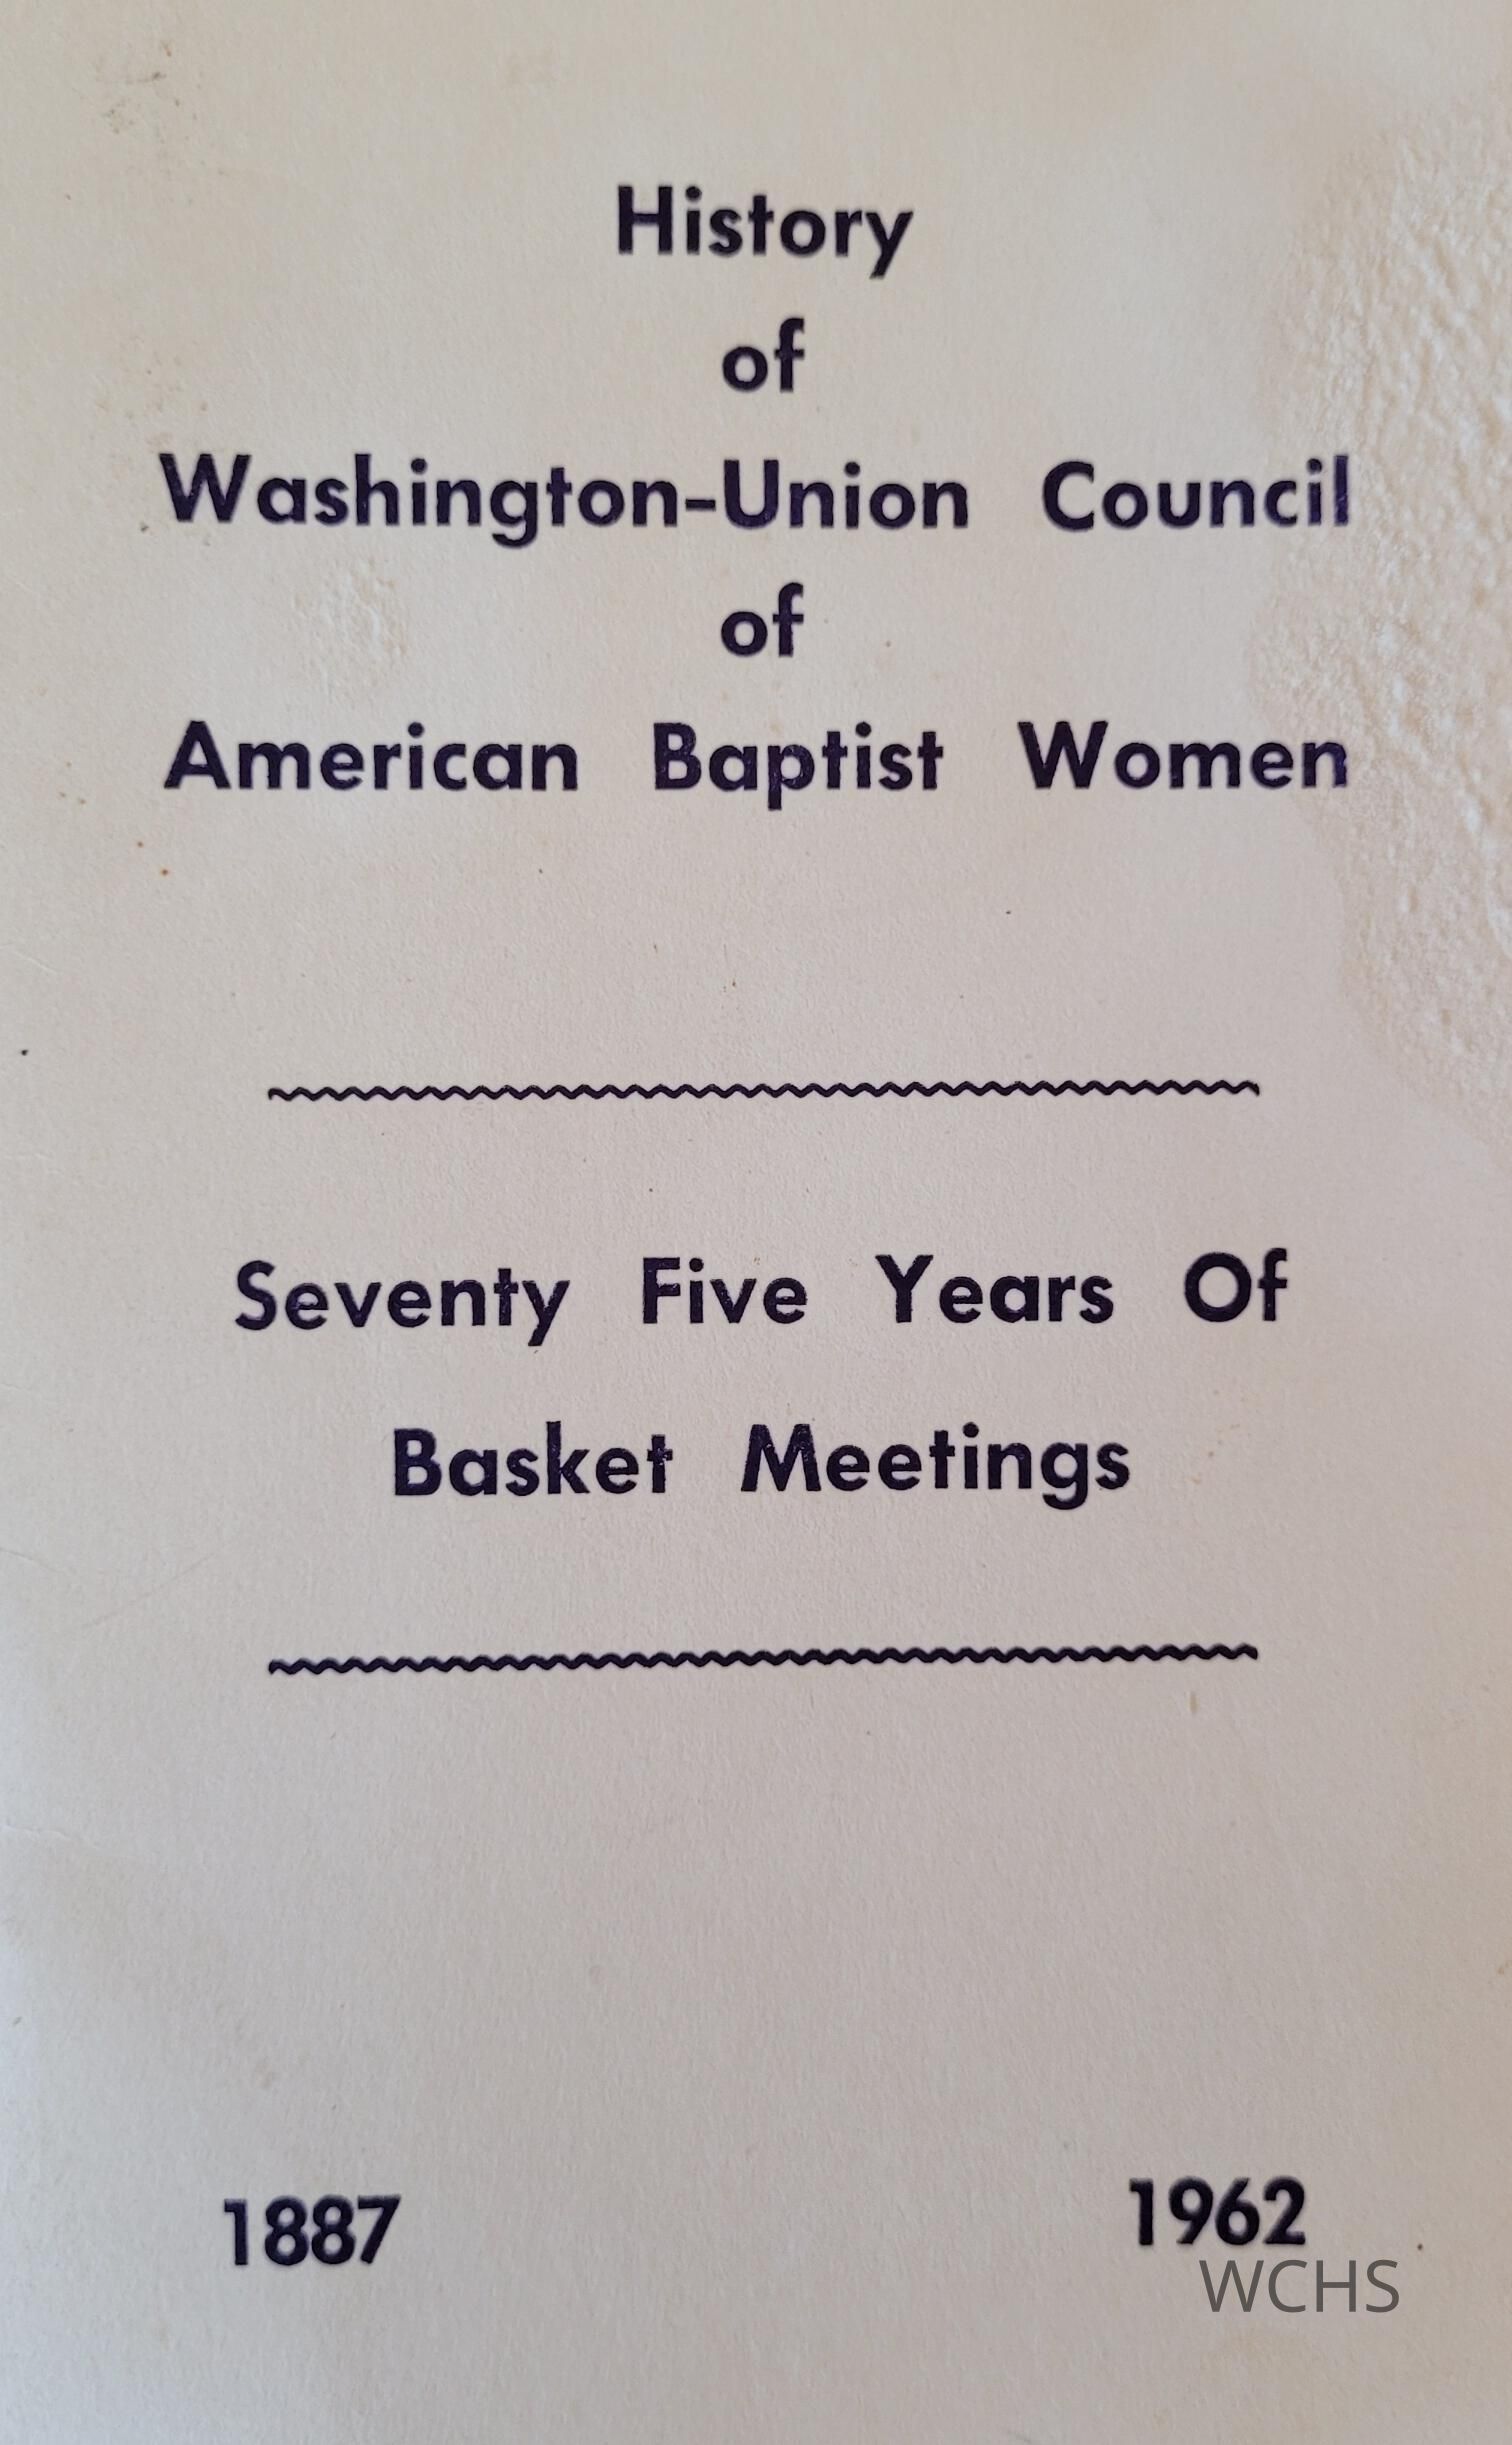 History
of
Washington-Union Council
of
American Baptist Women
Seventy Five Years Of
Basket Meetings
1887 1962
WCHS